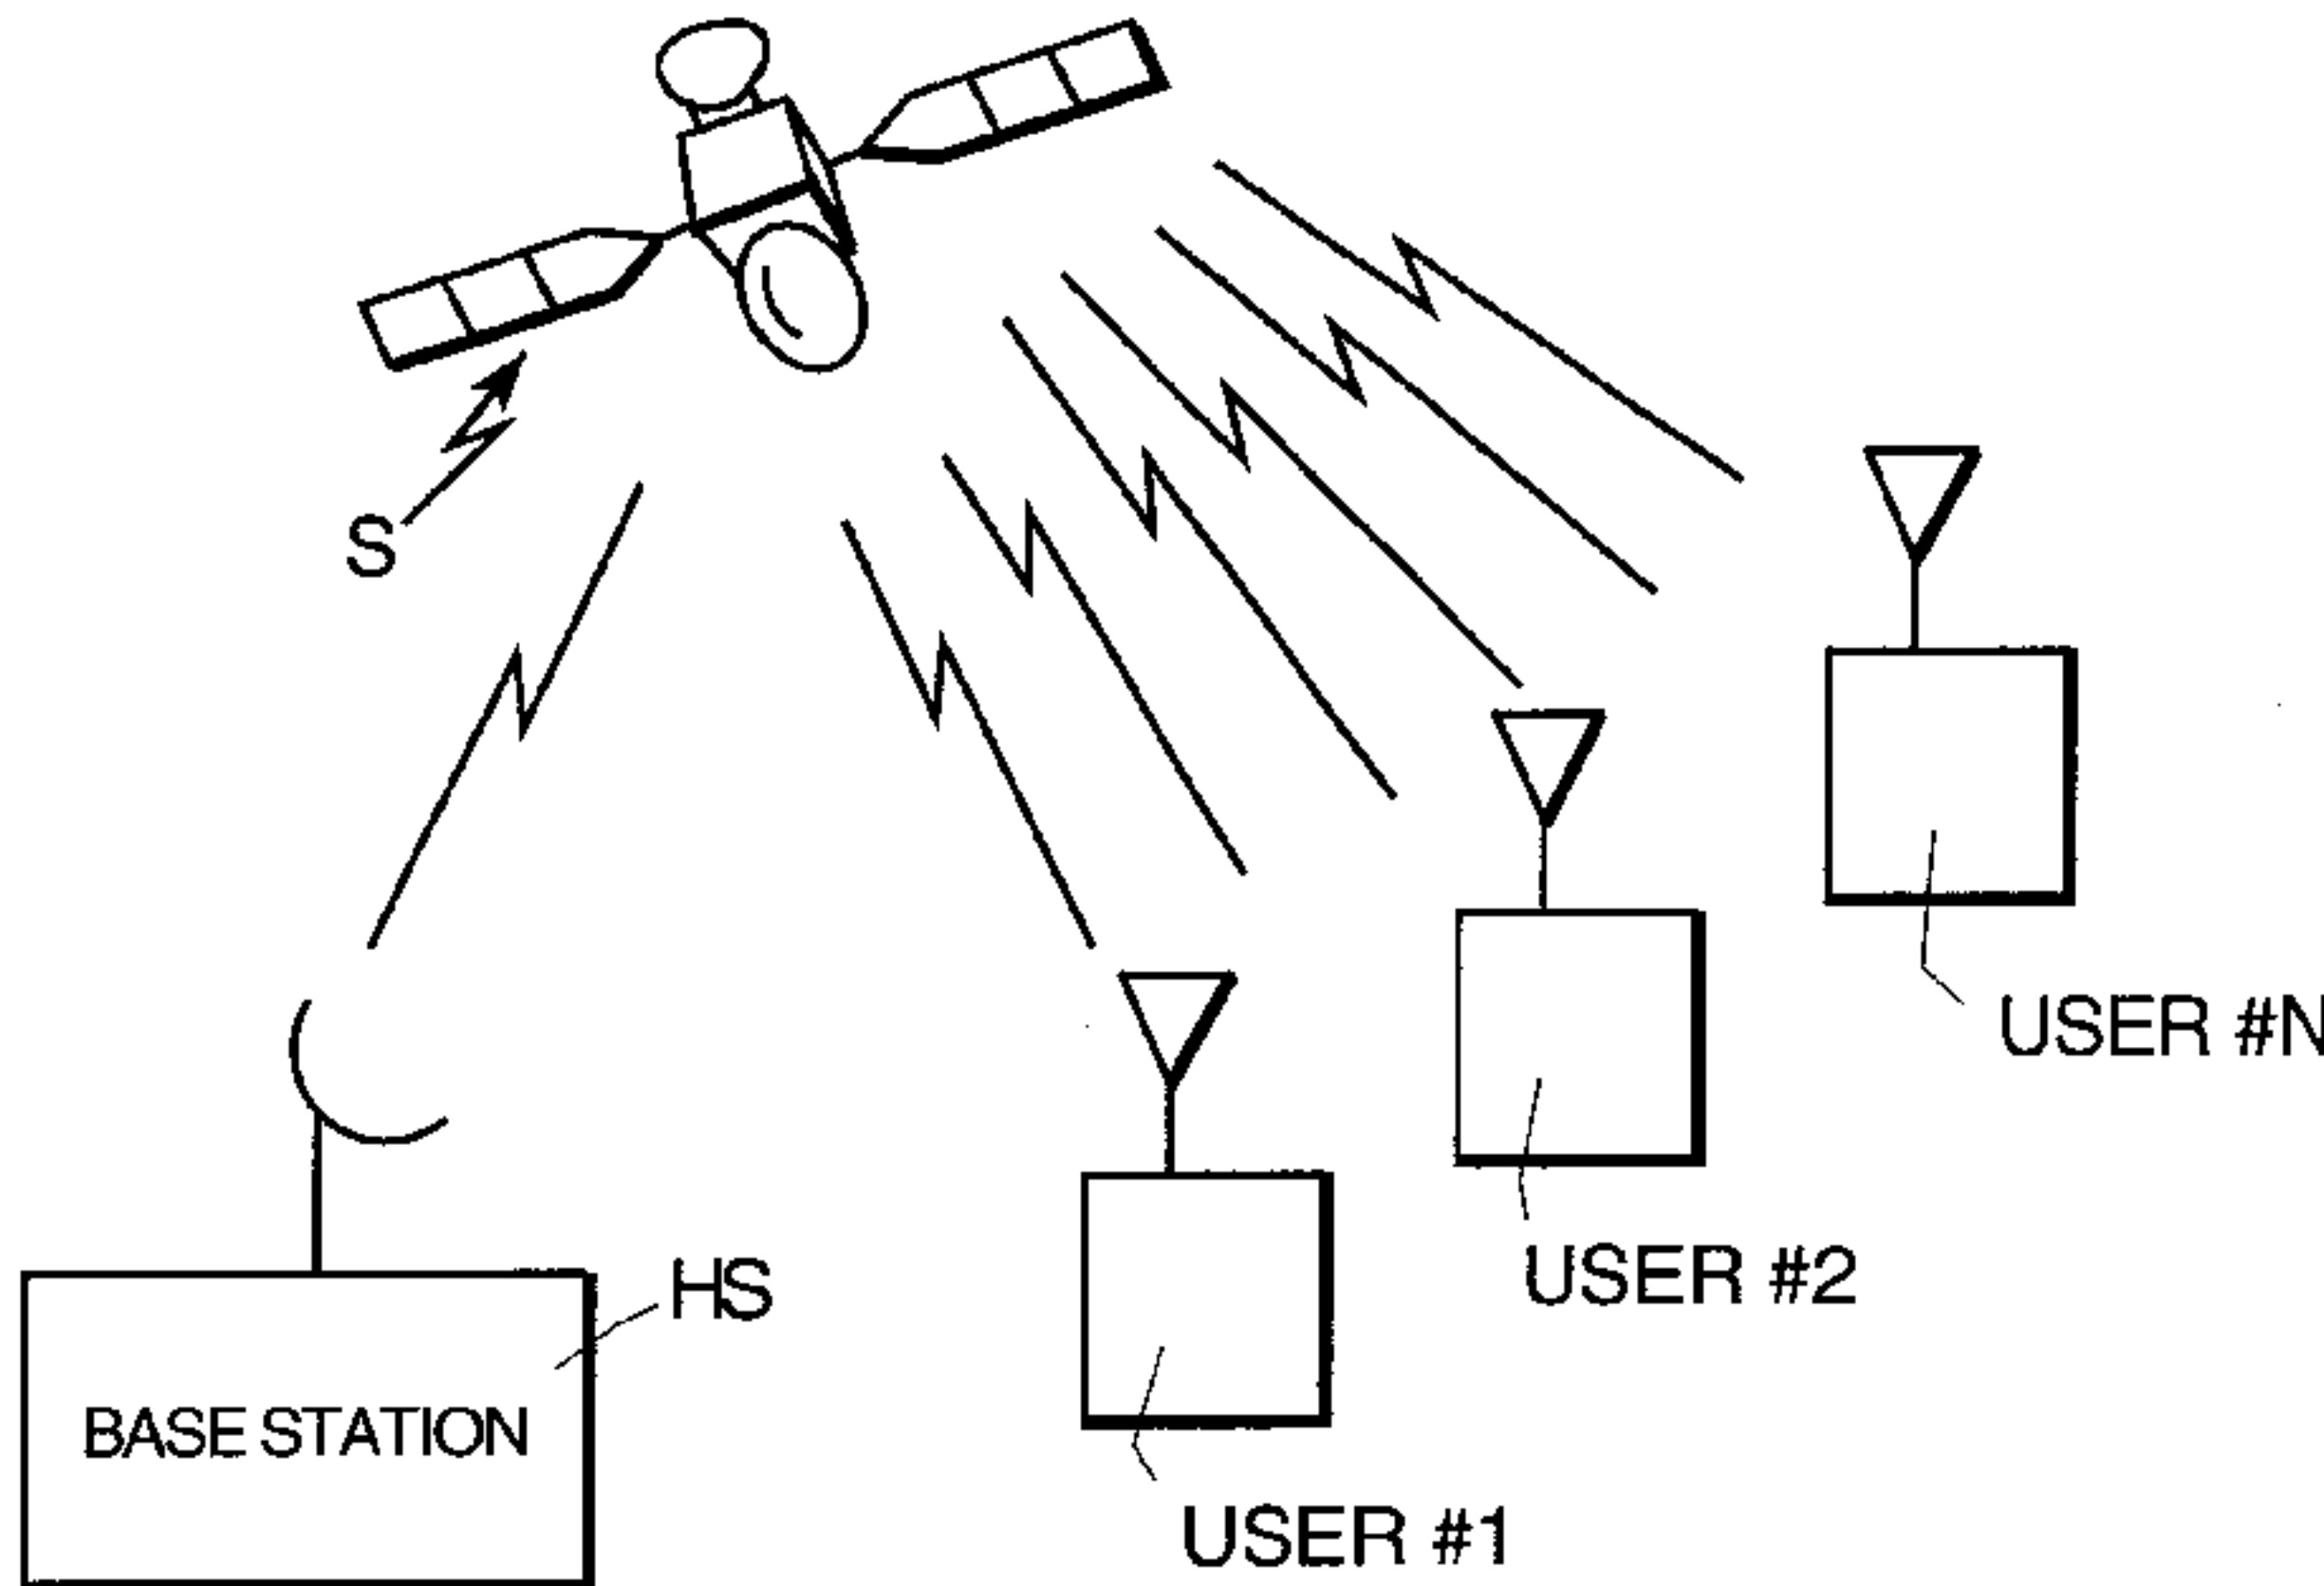 S
USER #N
USER #2
HS
BASE STATION
USER #1